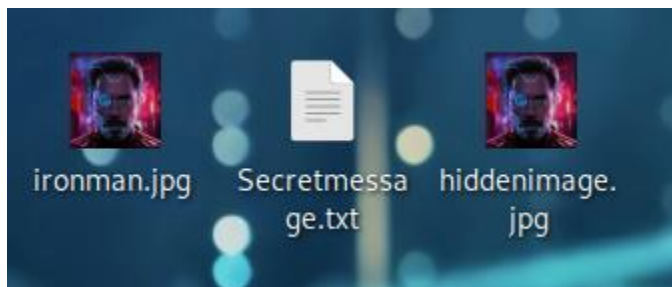 ironman.jpg
Secretmessa
ge.txt
hiddenimage.
jpg